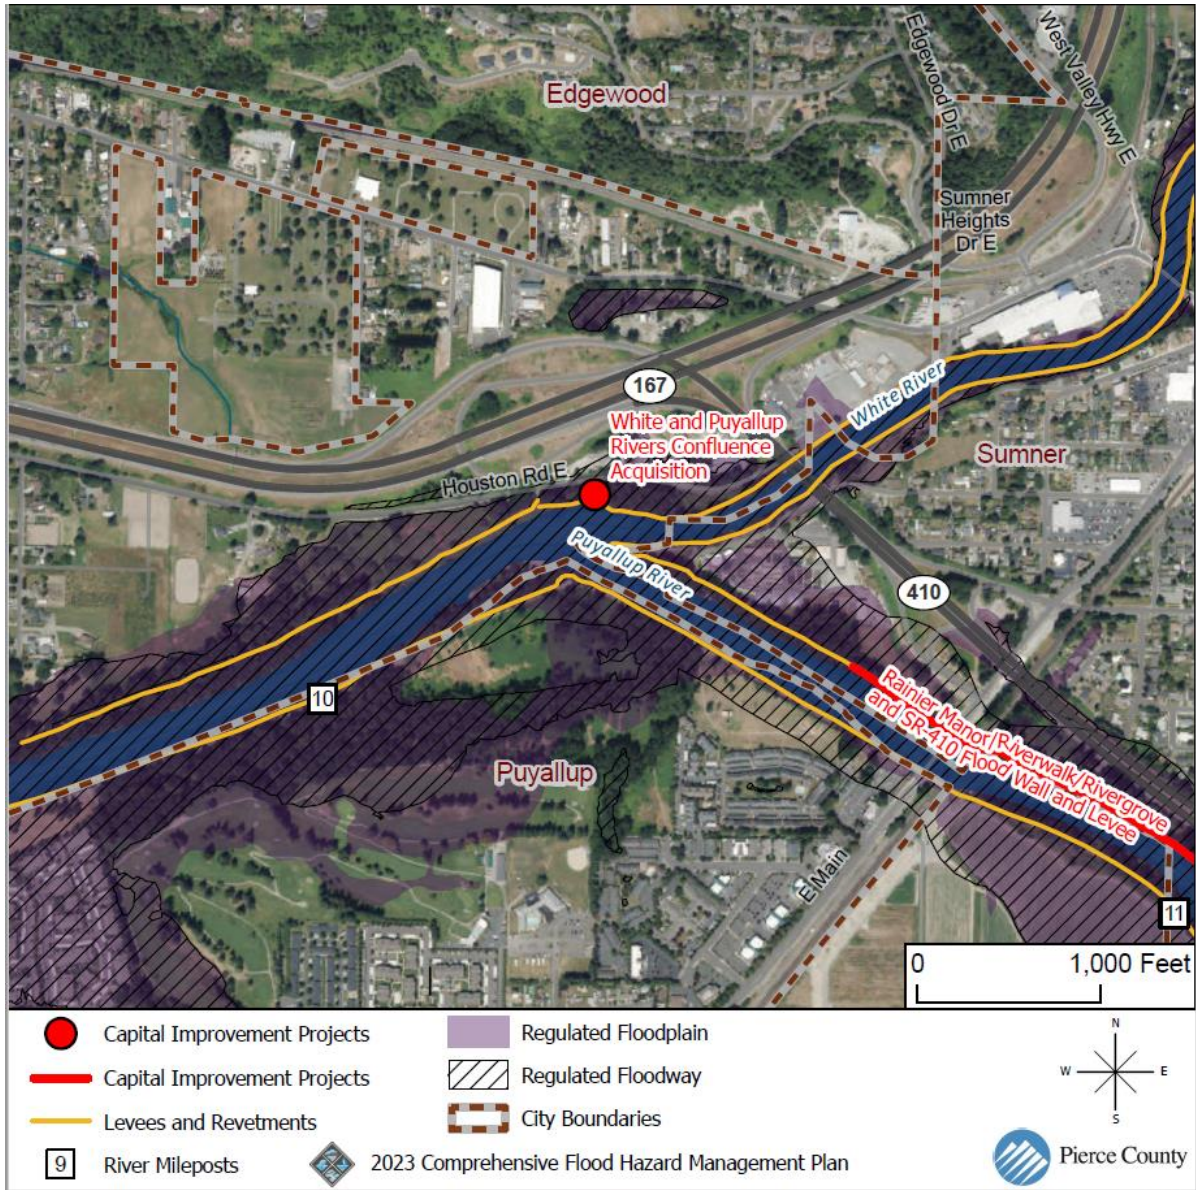 Edgewood
Edgewood Dr E
West Valley Hwy E
Sumner
Heights
Dr E
167
White River
White and Puyallup
Rivers Confluence
Acquisition
Sumner
Houston Rd E
Puyallup River
410
10
Rainier Manor/Riverwalk/Rivergrove
and SR-410 Flood Wall and Levee
Puyallup
E Main
11
0 1,000 Feet
Capital Improvement Projects
Regulated Floodplain
Capital Improvement Projects
Regulated Floodway
Levees and Revetments
City Boundaries
9 River Mileposts
2023 Comprehensive Flood Hazard Management Plan
N
W E
S
Pierce County